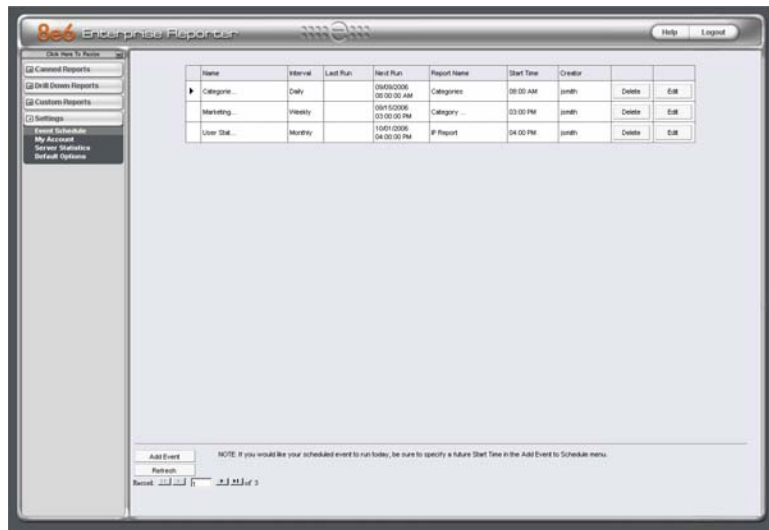 8e6 Enterprise Reporter
Help Logout
Click Here To Resize
Canned Reports
Drill Down Reports
Custom Reports
Settings
Event Schedule
My Account
Server Statistics
Default Options
Name Interval Last Run Next Run Report Name Start Time Creator
Categorie... Daily 09/09/2006 08:00:00 AM Categories 08:00 AM jsmith Delete Edit
Marketing... Weekly 09/15/2006 03:00:00 PM Category ... 03:00 PM jsmith Delete Edit
User Stat... Monthly 10/01/2006 04:00:00 PM IP Report 04:00 PM jsmith Delete Edit
Add Event
NOTE: If you would like your scheduled event to run today, be sure to specify a future Start Time in the Add Event to Schedule menu.
Refresh
Record: 1 of 3